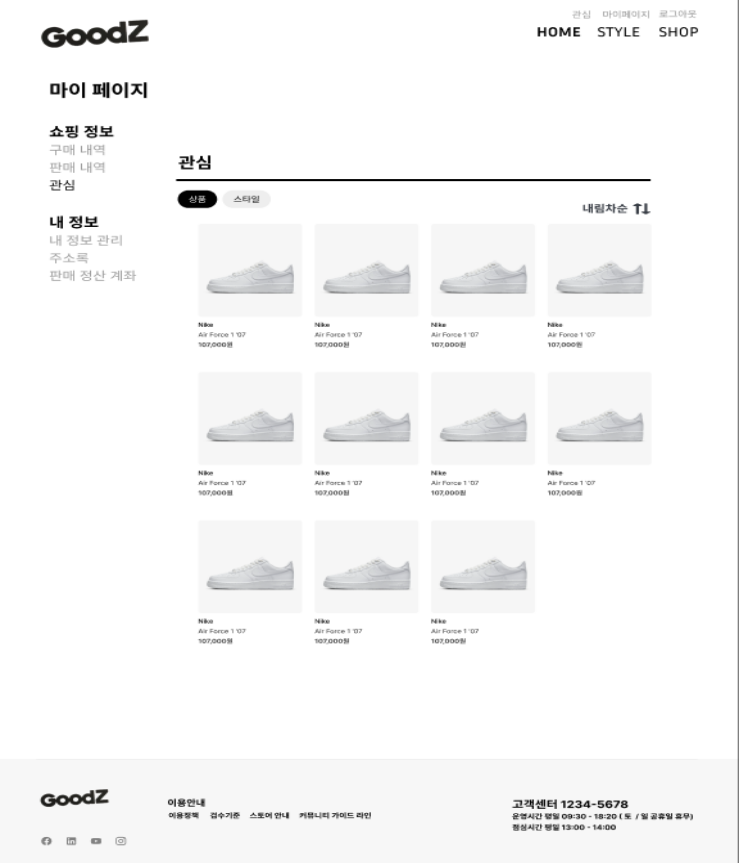 GoodZ
관심 마이페이지 로그아웃
HOME STYLE SHOP
마이 페이지
쇼핑 정보
구매 내역
판매 내역
관심
내 정보
내 정보 관리
주소록
판매 정산 계좌
관심
상품 스타일
내림차순
Nike Nike Nike Nike
Air Force 1 '07 Air Force 1 '07 Air Force 1 '07 Air Force 1 '07
107,000원 107,000원 107,000원 107,000원
Nike Nike Nike Nike
Air Force 1 '07 Air Force 1 '07 Air Force 1 '07 Air Force 1 '07
107,000원 107,000원 107,000원 107,000원
Nike Nike Nike
Air Force 1 '07 Air Force 1 '07 Air Force 1 '07
107,000원 107,000원 107,000원
GoodZ
이용안내
이용정책 검수기준 스토어 안내 커뮤니티 가이드 라인
고객센터 1234-5678
운영시간 평일 09:30 - 18:20 ( 토 / 일 공휴일 휴무)
점심시간 평일 13:00 - 14:00